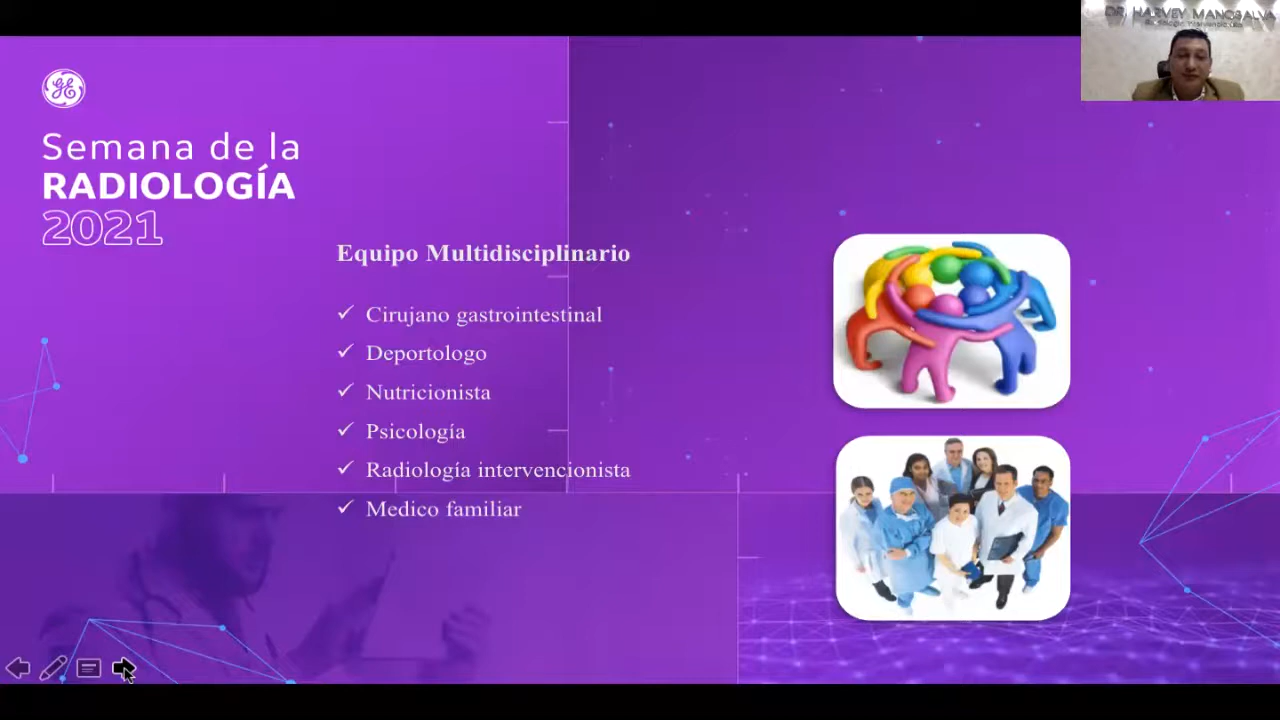 DR. HARVEY MANOSALVA
GE
Semana de la
RADIOLOGÍA
2021
Equipo Multidisciplinario
✓ Cirujano gastrointestinal
✓ Deportologo
✓ Nutricionista
✓ Psicología
✓ Radiología intervencionista
✓ Medico familiar